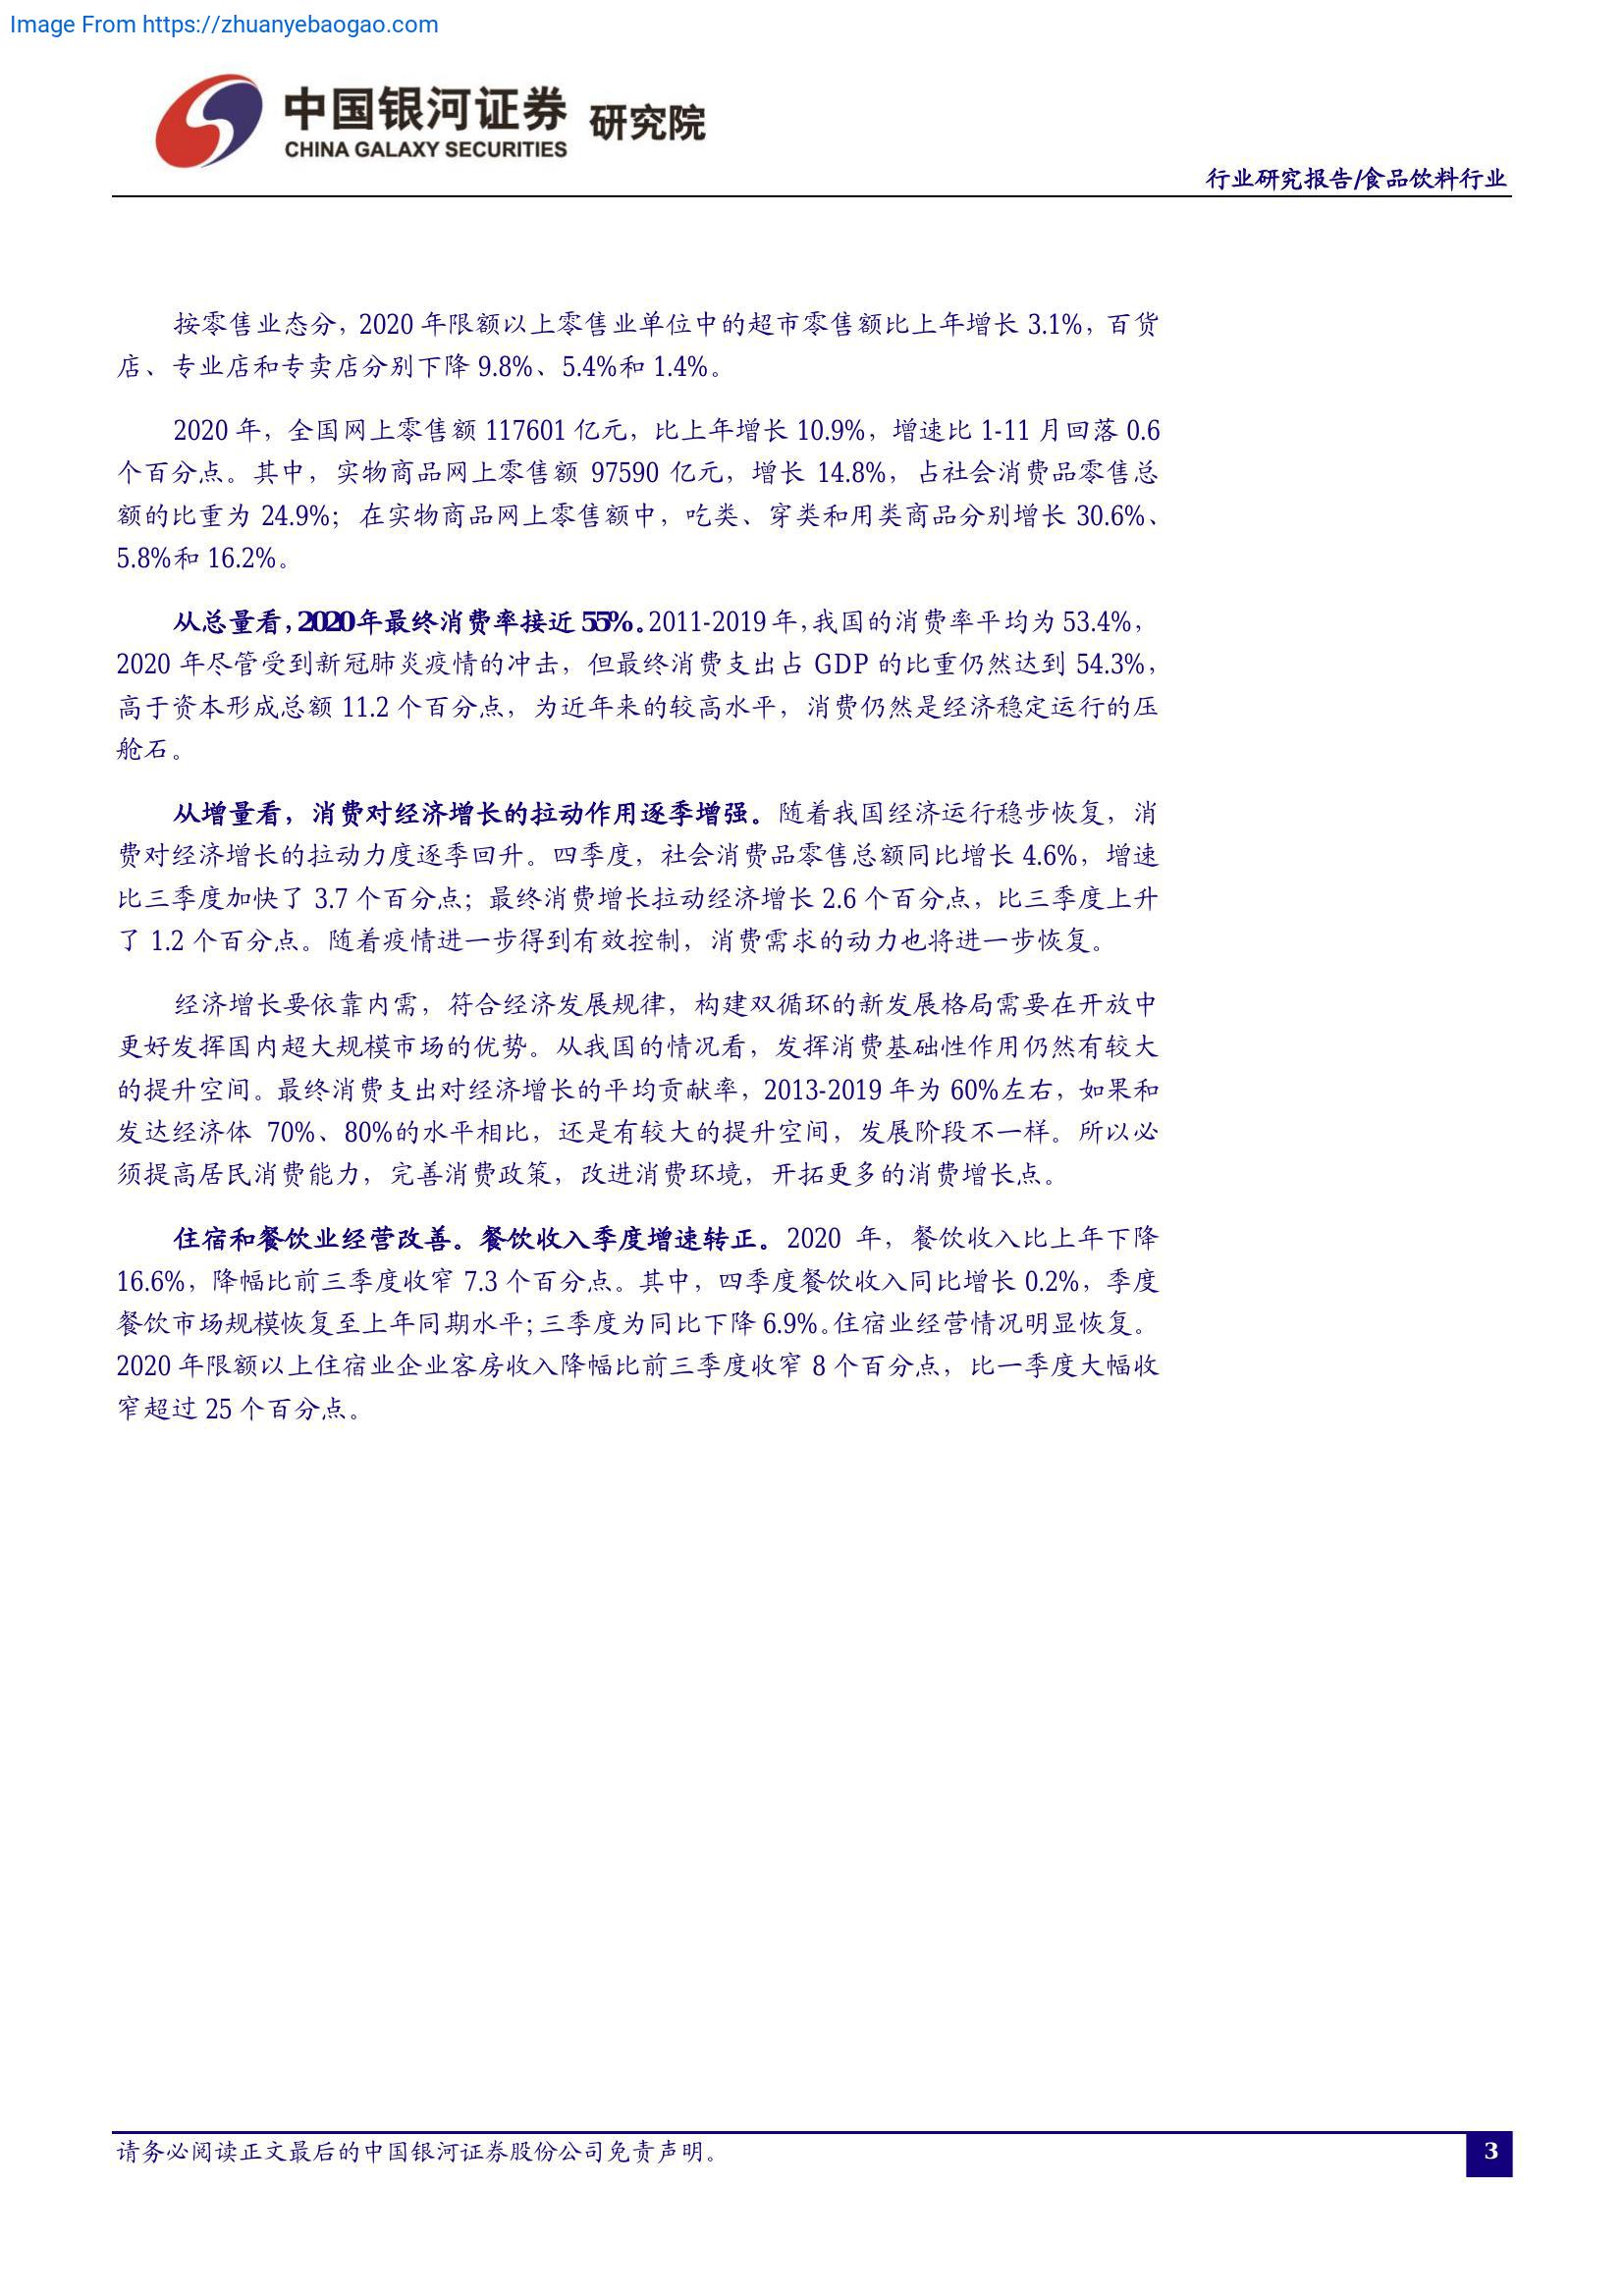 Image From https://zhuanyebaogao.com
中国银河证券 研究院
CHINA GALAXY SECURITIES
行业研究报告/食品饮料行业
按零售业态分，2020 年限额以上零售业单位中的超市零售额比上年增长 3.1%，百货
店、专业店和专卖店分别下降 9.8%、5.4%和 1.4%。
2020 年，全国网上零售额 117601 亿元，比上年增长 10.9%，增速比 1-11 月回落 0.6
个百分点。其中，实物商品网上零售额 97590 亿元，增长 14.8%，占社会消费品零售总
额的比重为 24.9%；在实物商品网上零售额中，吃类、穿类和用类商品分别增长 30.6%、
5.8%和 16.2%。
从总量看，2020 年最终消费率接近 55%。2011-2019 年，我国的消费率平均为 53.4%，
2020 年尽管受到新冠肺炎疫情的冲击，但最终消费支出占 GDP 的比重仍然达到 54.3%，
高于资本形成总额 11.2 个百分点，为近年来的较高水平，消费仍然是经济稳定运行的压
舱石。
从增量看，消费对经济增长的拉动作用逐季增强。随着我国经济运行稳步恢复，消
费对经济增长的拉动力度逐季回升。四季度，社会消费品零售总额同比增长 4.6%，增速
比三季度加快了 3.7 个百分点；最终消费增长拉动经济增长 2.6 个百分点，比三季度上升
了 1.2 个百分点。随着疫情进一步得到有效控制，消费需求的动力也将进一步恢复。
经济增长要依靠内需，符合经济发展规律，构建双循环的新发展格局需要在开放中
更好发挥国内超大规模市场的优势。从我国的情况看，发挥消费基础性作用仍然有较大
的提升空间。最终消费支出对经济增长的平均贡献率，2013-2019 年为 60%左右，如果和
发达经济体 70%、80%的水平相比，还是有较大的提升空间，发展阶段不一样。所以必
须提高居民消费能力，完善消费政策，改进消费环境，开拓更多的消费增长点。
住宿和餐饮业经营改善。餐饮收入季度增速转正。2020 年，餐饮收入比上年下降
16.6%，降幅比前三季度收窄 7.3 个百分点。其中，四季度餐饮收入同比增长 0.2%，季度
餐饮市场规模恢复至上年同期水平；三季度为同比下降 6.9%。住宿业经营情况明显恢复。
2020 年限额以上住宿业企业客房收入降幅比前三季度收窄 8 个百分点，比一季度大幅收
窄超过 25 个百分点。
请务必阅读正文最后的中国银河证券股份公司免责声明。
3